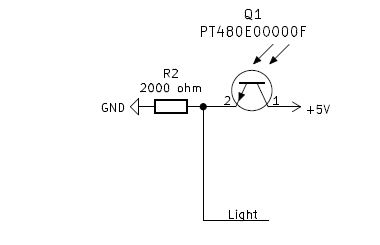 Q1
PT480E00000F
R2
2000 ohm
GND
2
1
+5V
Light